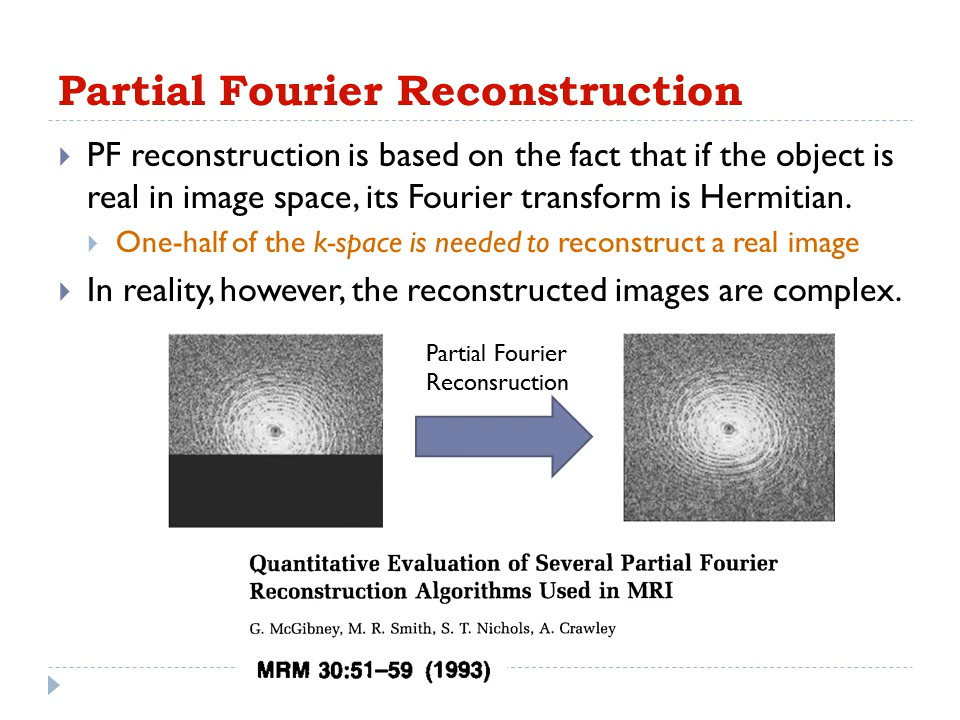 Partial Fourier Reconstruction
PF reconstruction is based on the fact that if the object is
real in image space, its Fourier transform is Hermitian.
One-half of the k-space is needed to reconstruct a real image
In reality, however, the reconstructed images are complex.
Partial Fourier
Reconsruction
Quantitative Evaluation of Several Partial Fourier
Reconstruction Algorithms Used in MRI
G. McGibney, M. R. Smith, S. T. Nichols, A. Crawley
MRM 30:51–59 (1993)